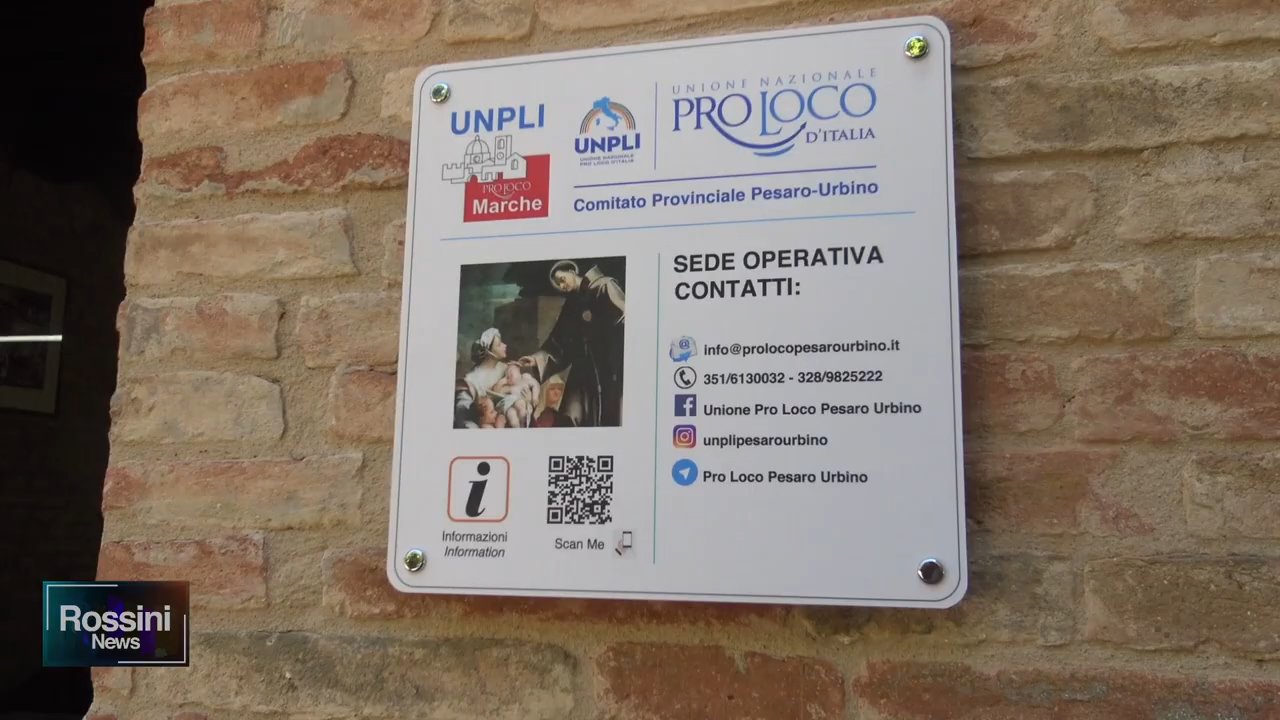 UNPLI
PRO LOCO
Marche
UNPLI
UNIONE NAZIONALE
PRO LOCO D'ITALIA
UNIONE NAZIONALE
PRO LOCO
D'ITALIA
Comitato Provinciale Pesaro-Urbino
SEDE OPERATIVA
CONTATTI:
info@prolocopesarourbino.it
351/6130032 - 328/9825222
Unione Pro Loco Pesaro Urbino
unplipesarourbino
Pro Loco Pesaro Urbino
Informazioni
Information
Scan Me
Rossini
News